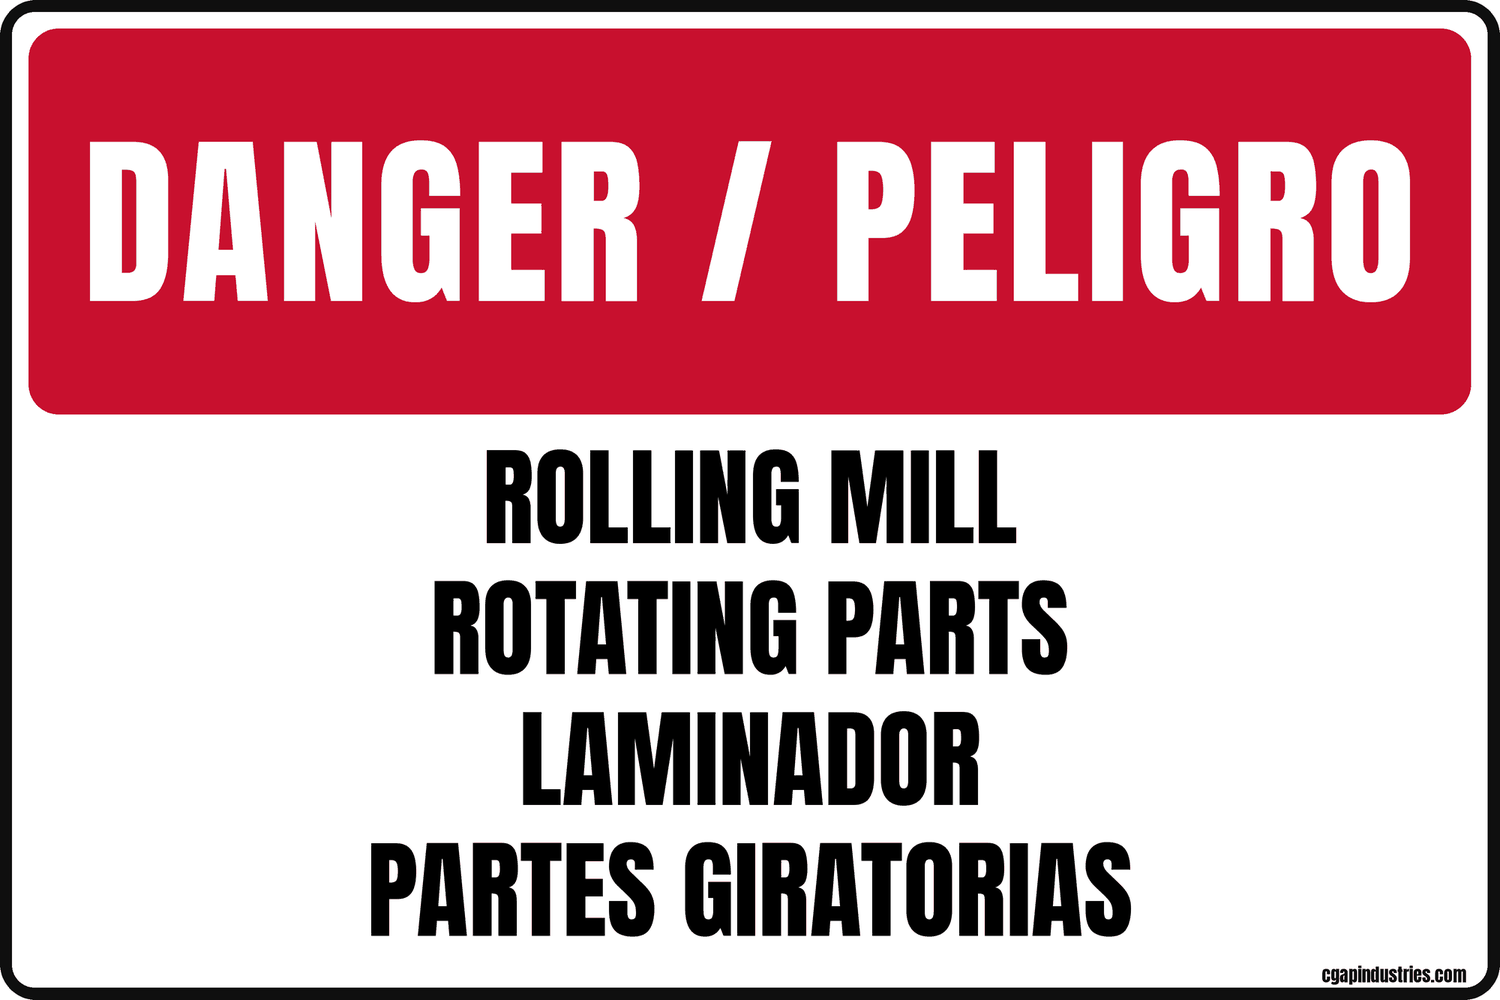 DANGER / PELIGRO
ROLLING MILL
ROTATING PARTS
LAMINADOR
PARTES GIRATORIAS
cgapindustries.com